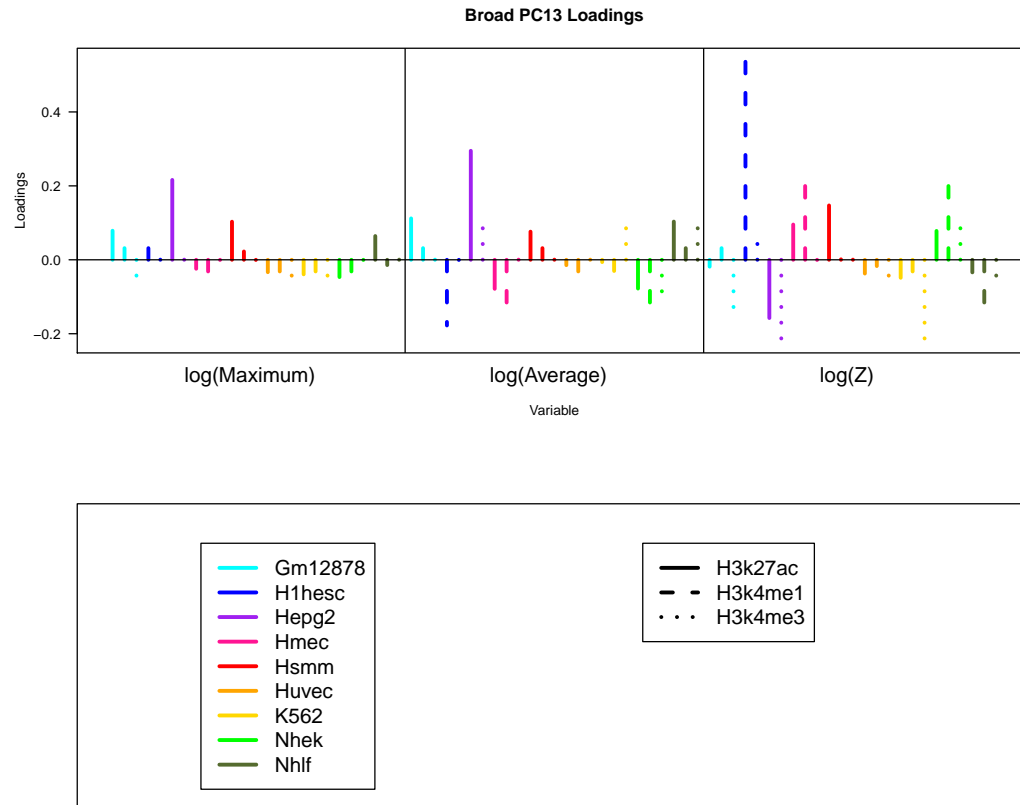 Broad PC13 Loadings
Loadings
0.4
0.2
0.0
−0.2
log(Maximum) log(Average) log(Z)
Variable
Gm12878
H1hesc
Hepg2
Hmec
Hsmm
Huvec
K562
Nhek
Nhlf
H3k27ac
H3k4me1
H3k4me3